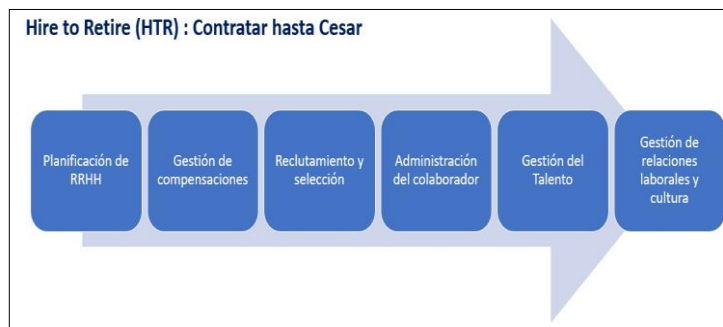 Hire to Retire (HTR) : Contratar hasta Cesar
Planificación de
RRHH
Gestión de
compensaciones
Reclutamiento y
selección
Administración
del colaborador
Gestión del
Talento
Gestión de
relaciones
laborales y
cultura